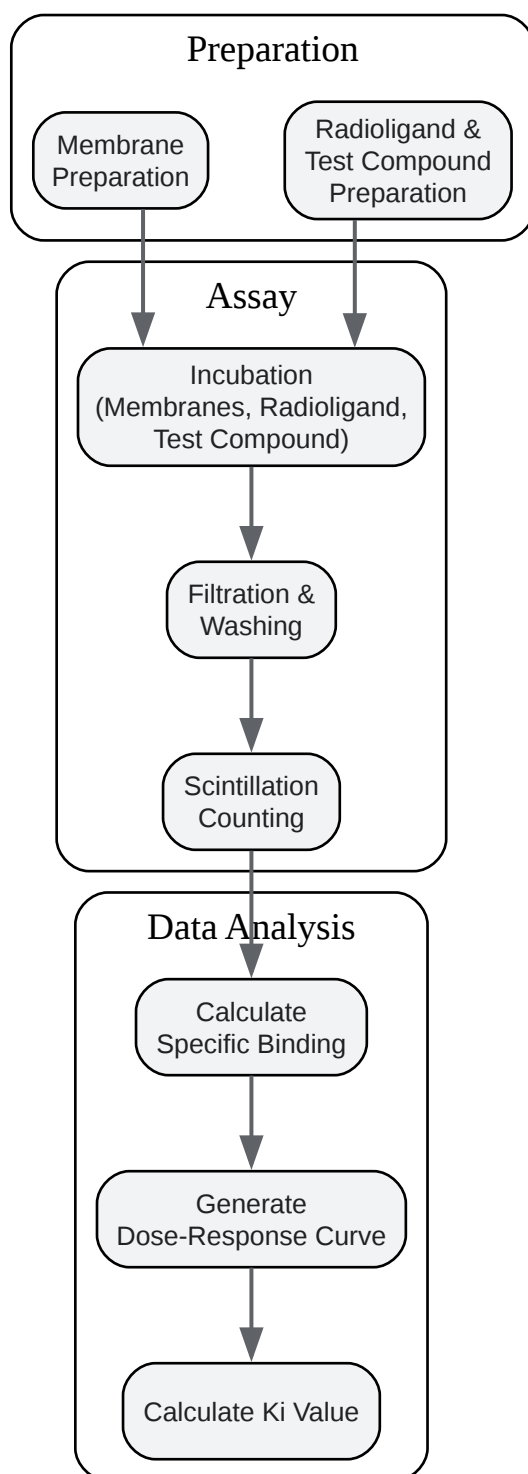 Preparation
Membrane
Preparation
Radioligand &
Test Compound
Preparation
Assay
Incubation
(Membranes, Radioligand,
Test Compound)
Filtration &
Washing
Scintillation
Counting
Data Analysis
Calculate
Specific Binding
Generate
Dose-Response Curve
Calculate Ki Value